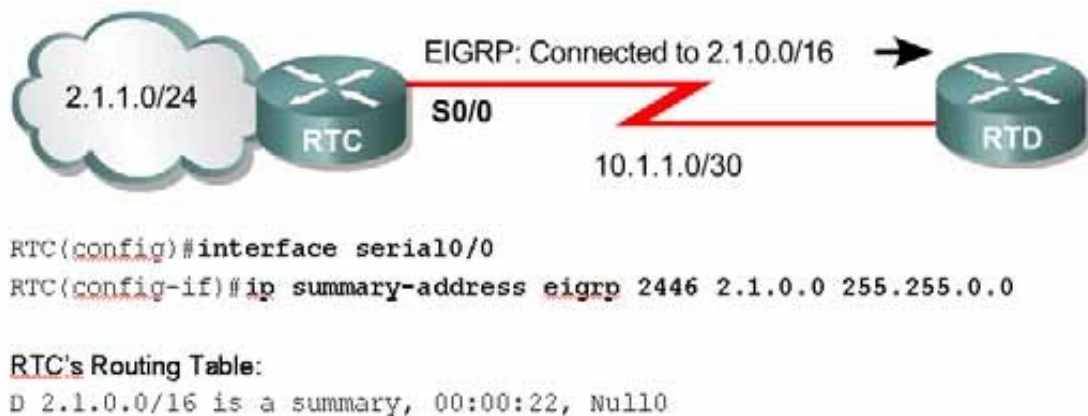 EIGRP: Connected to 2.1.0.0/16
2.1.1.0/24
S0/0
RTC
RTD
10.1.1.0/30
RTC(config)#interface serial0/0
RTC(config-if)#ip summary-address eigrp 2446 2.1.0.0 255.255.0.0
RTC's Routing Table:
D 2.1.0.0/16 is a summary, 00:00:22, Null0